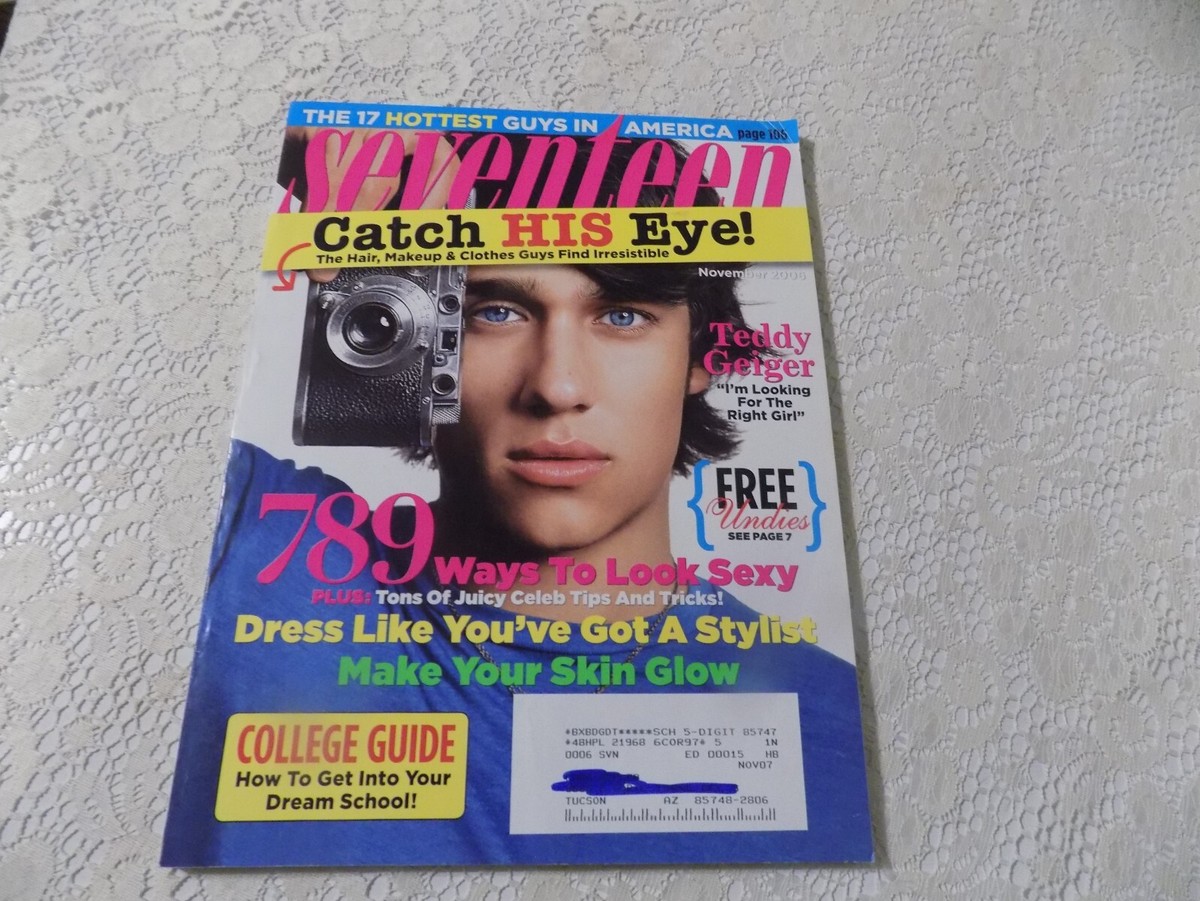 THE 17 HOTTEST GUYS IN AMERICA page 106
seventeen
Catch HIS Eye!
The Hair, Makeup & Clothes Guys Find Irresistible
November 2006
Teddy
Geiger
"I'm Looking
For The
Right Girl"
{FREE
Undies
SEE PAGE 7}
789 Ways To Look Sexy
PLUS: Tons Of Juicy Celeb Tips And Tricks!
Dress Like You've Got A Stylist
Make Your Skin Glow
COLLEGE GUIDE
How To Get Into Your
Dream School!
*BXBDGDT*****SCH 5-DIGIT 85747
*48HPL 21968 6COR97* 5 1N
0006 SVN ED 00015 HB
NOV07
TUCSON AZ 85748-2806